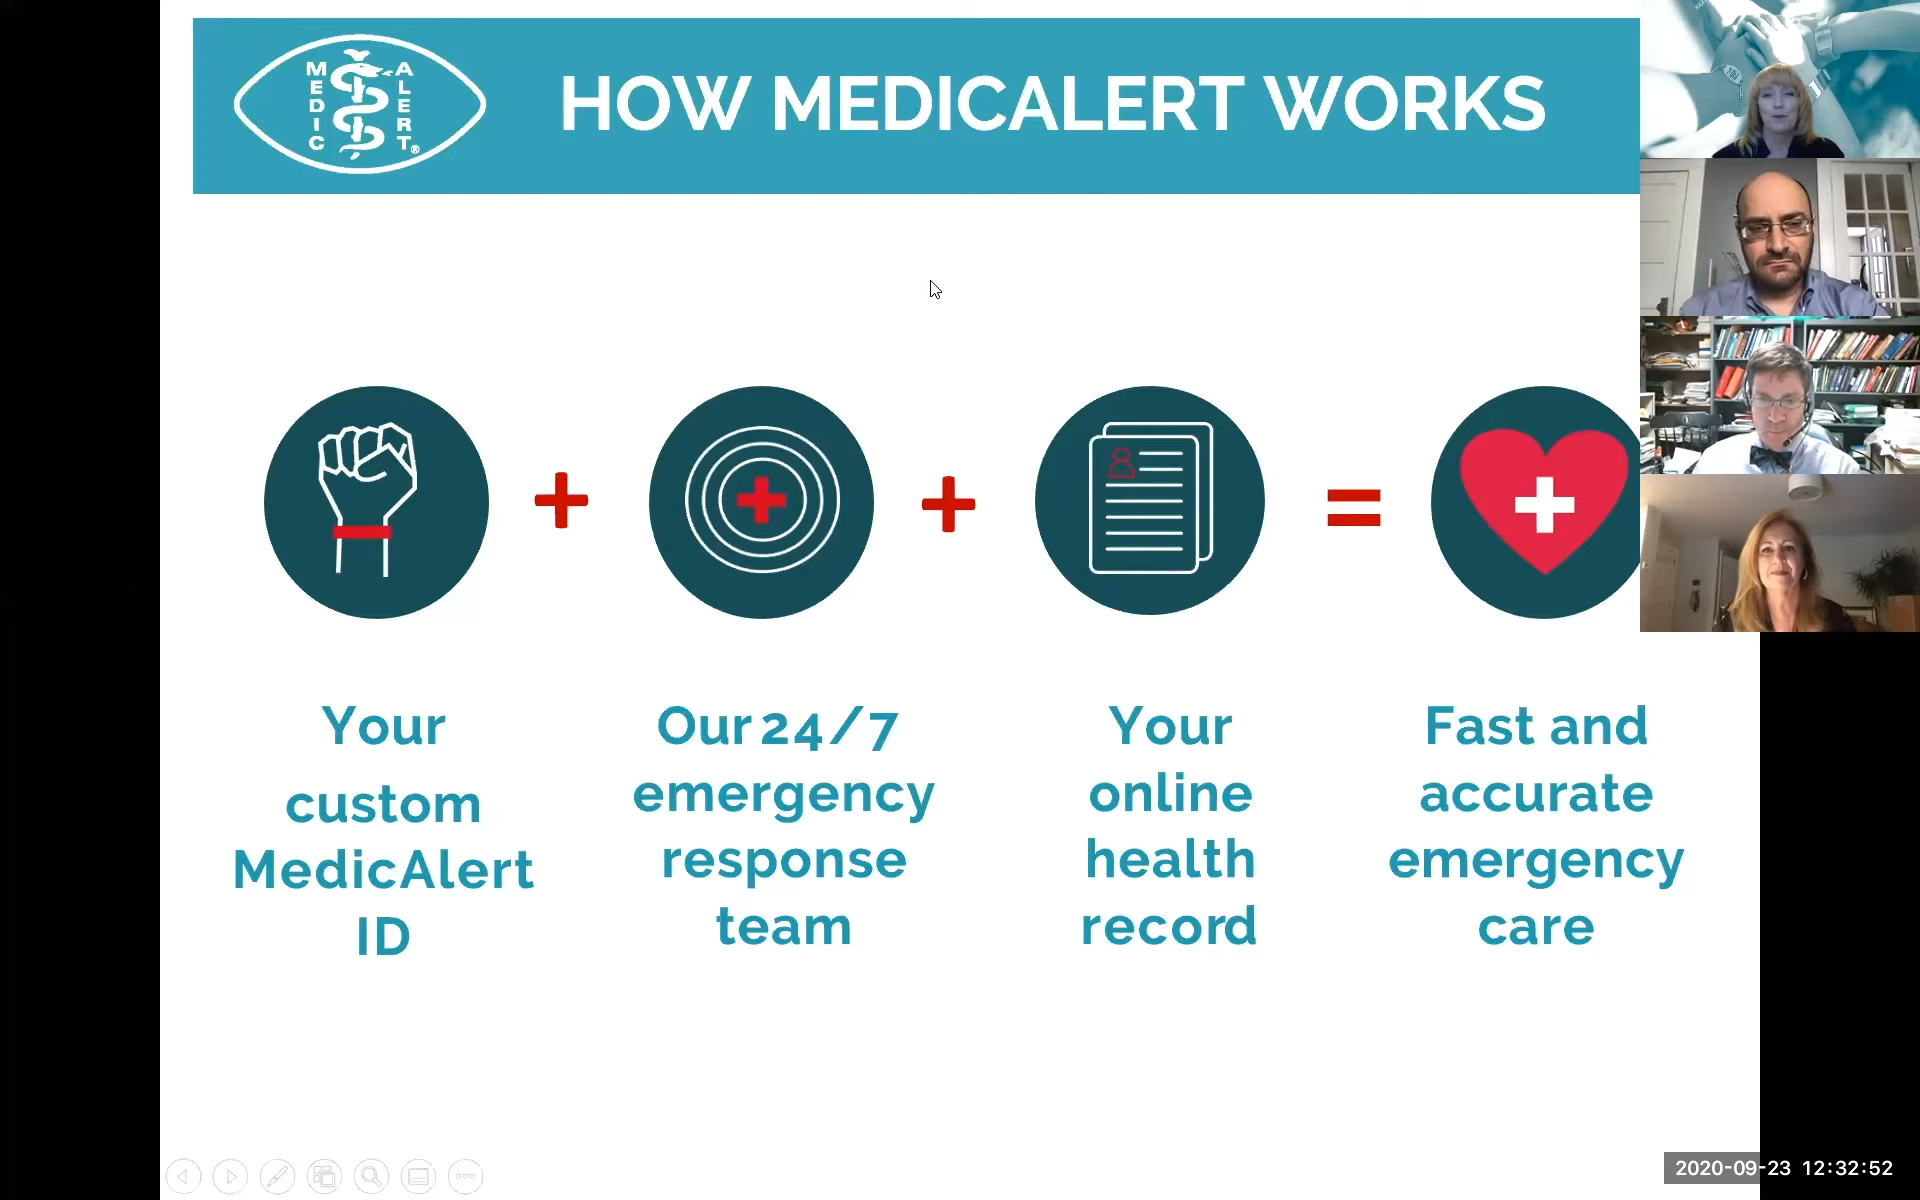 MEDIC ALERT®
HOW MEDICALERT WORKS
Your
custom
MedicAlert
ID
Our 24/7
emergency
response
team
Your
online
health
record
Fast and
accurate
emergency
care
2020-09-23 12:32:52